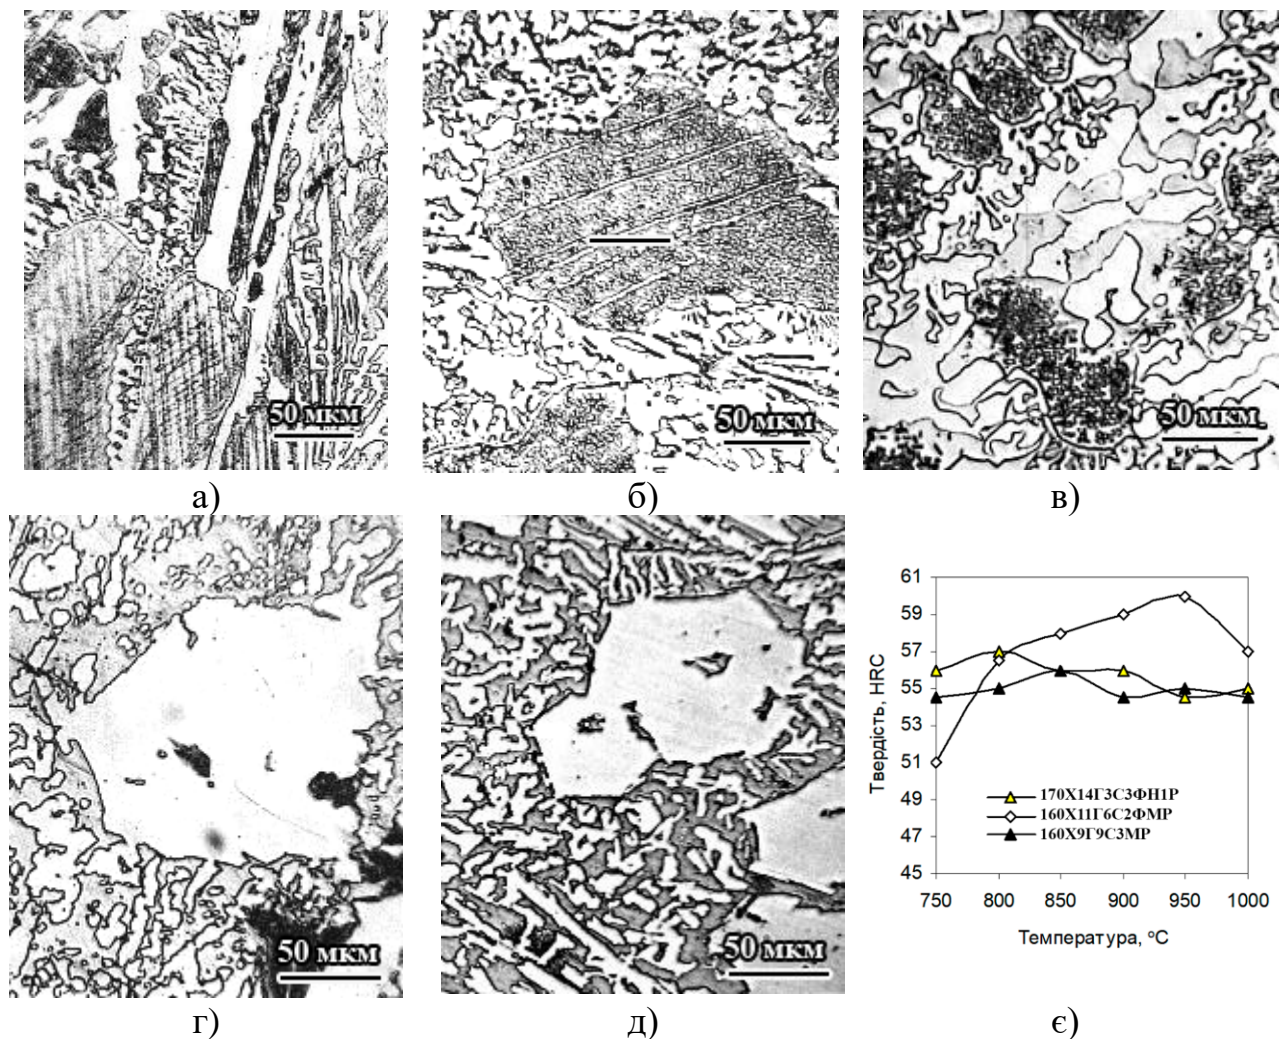 50 мкм
50 мкм
50 мкм
а)
б)
в)
50 мкм
50 мкм
Твердість, HRC
61
59
57
55
53
51
49
47
45
170Х14Г3С3ФН1Р
160Х11Г6С2ФМР
160Х9Г9С3МР
750 800 850 900 950 1000
Температура, °С
г)
д)
є)